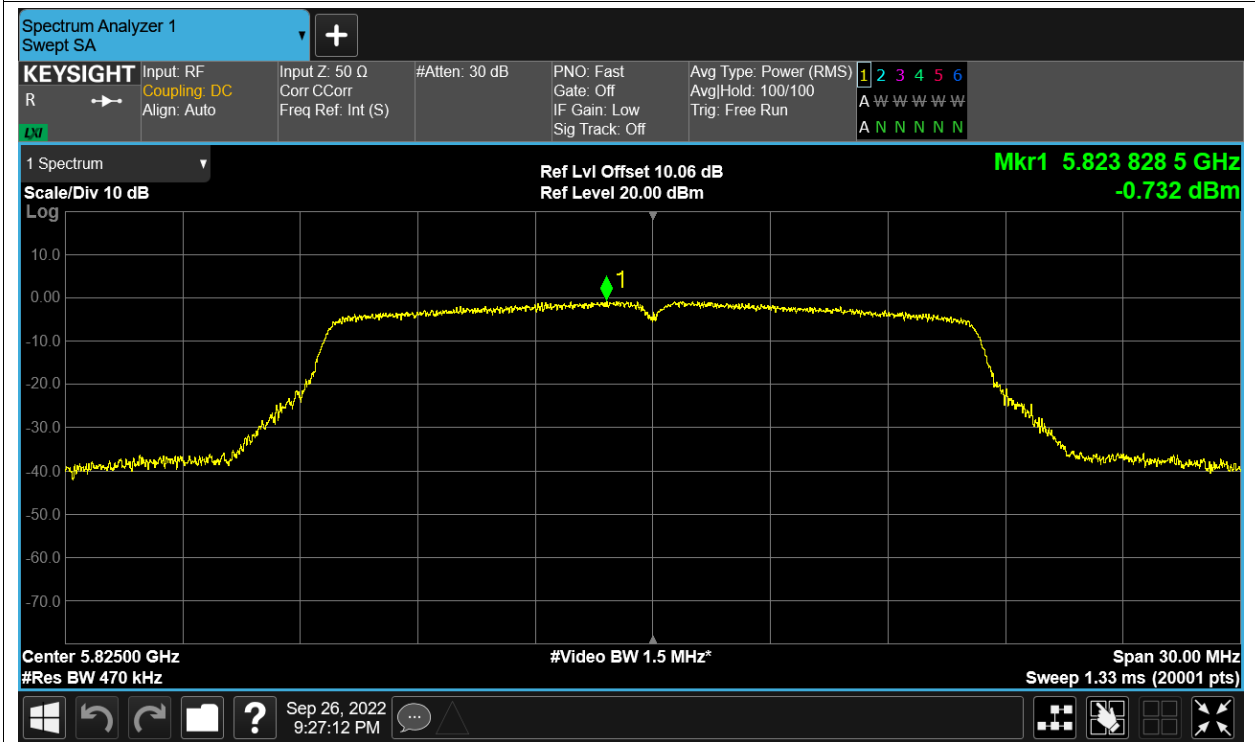 Spectrum Analyzer 1
Swept SA
KEYSIGHT
R
LXI
Input: RF
Coupling: DC
Align: Auto
Input Z: 50 Ω
Corr CCorr
Freq Ref: Int (S)
#Atten: 30 dB
PNO: Fast
Gate: Off
IF Gain: Low
Sig Track: Off
Avg Type: Power (RMS)
Avg|Hold: 100/100
Trig: Free Run
1 2 3 4 5 6
A W W W W W
A N N N N N
1 Spectrum
Scale/Div 10 dB
Log
Ref Lvl Offset 10.06 dB
Ref Level 20.00 dBm
Mkr1 5.823 828 5 GHz
-0.732 dBm
10.0
0.00
-10.0
-20.0
-30.0
-40.0
-50.0
-60.0
-70.0
1
Center 5.82500 GHz
#Res BW 470 kHz
#Video BW 1.5 MHz*
Span 30.00 MHz
Sweep 1.33 ms (20001 pts)
?
Sep 26, 2022
9:27:12 PM